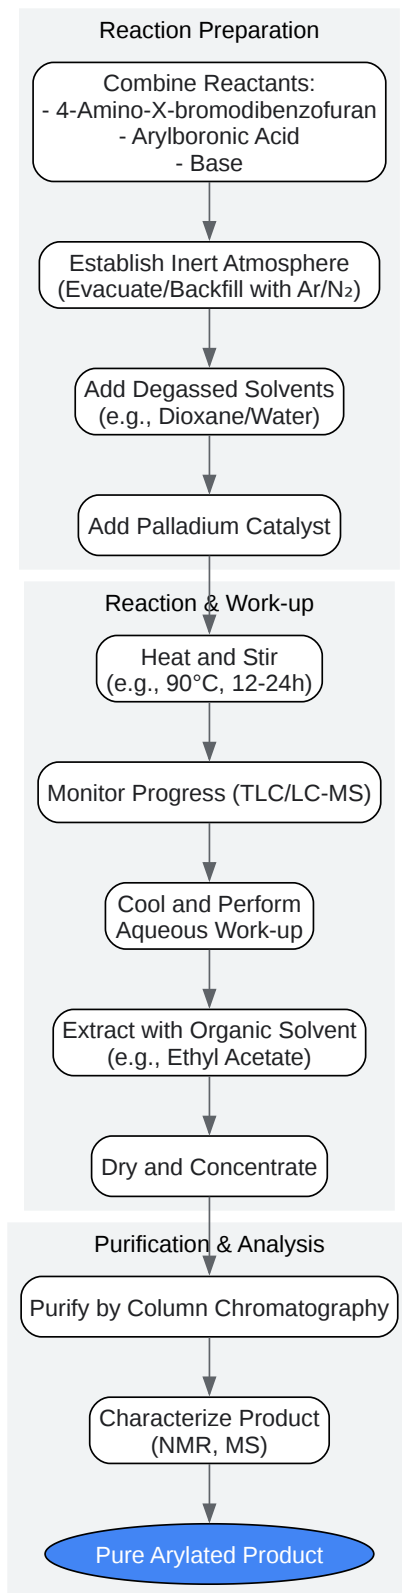 Reaction Preparation
Combine Reactants:
- 4-Amino-X-bromodibenzofuran
- Arylboronic Acid
- Base
Establish Inert Atmosphere
(Evacuate/Backfill with Ar/N₂)
Add Degassed Solvents
(e.g., Dioxane/Water)
Add Palladium Catalyst
Reaction & Work-up
Heat and Stir
(e.g., 90°C, 12-24h)
Monitor Progress (TLC/LC-MS)
Cool and Perform
Aqueous Work-up
Extract with Organic Solvent
(e.g., Ethyl Acetate)
Dry and Concentrate
Purification & Analysis
Purify by Column Chromatography
Characterize Product
(NMR, MS)
Pure Arylated Product